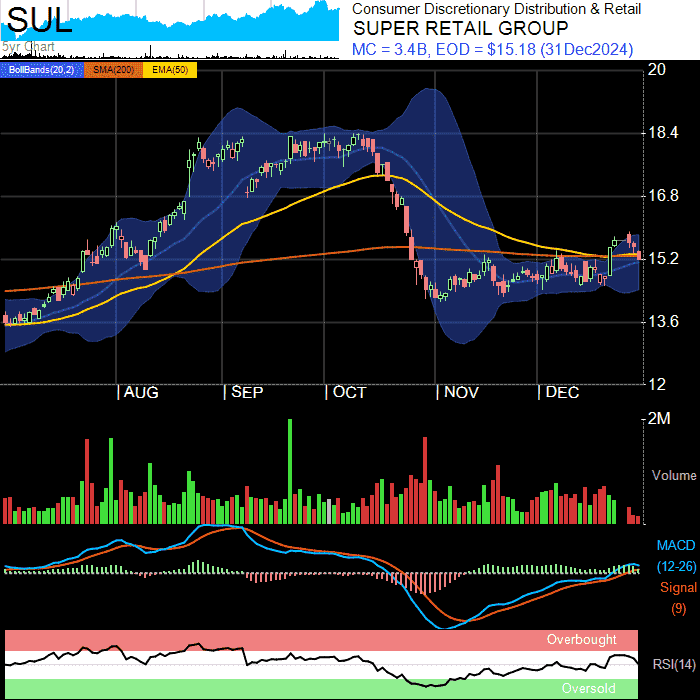 SUL
5yr Chart
Consumer Discretionary Distribution & Retail
SUPER RETAIL GROUP
MC = 3.4B, EOD = $15.18 (31Dec2024)
BollBands(20,2) SMA(200) EMA(50)
20
18.4
16.8
15.2
13.6
12
AUG SEP OCT NOV DEC
2M
Volume
MACD
(12-26)
Signal
(9)
Overbought
RSI(14)
Oversold